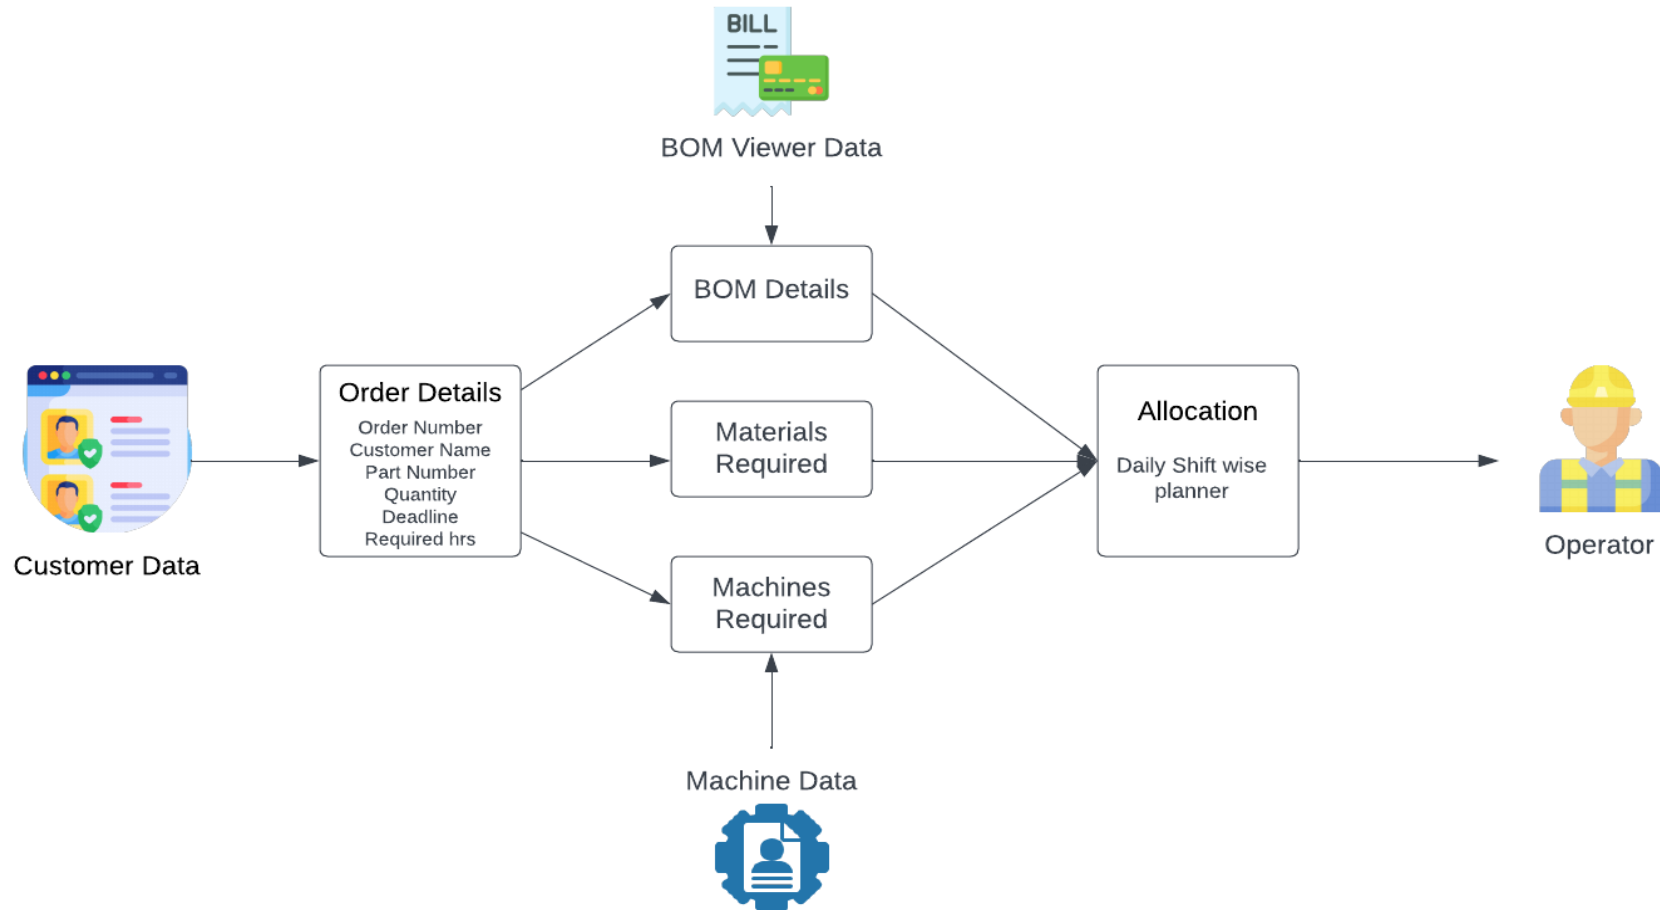 BILL
BOM Viewer Data
BOM Details
Customer Data
Order Details
Order Number
Customer Name
Part Number
Quantity
Deadline
Required hrs
Materials
Required
Machines
Required
Machine Data
Allocation
Daily Shift wise
planner
Operator